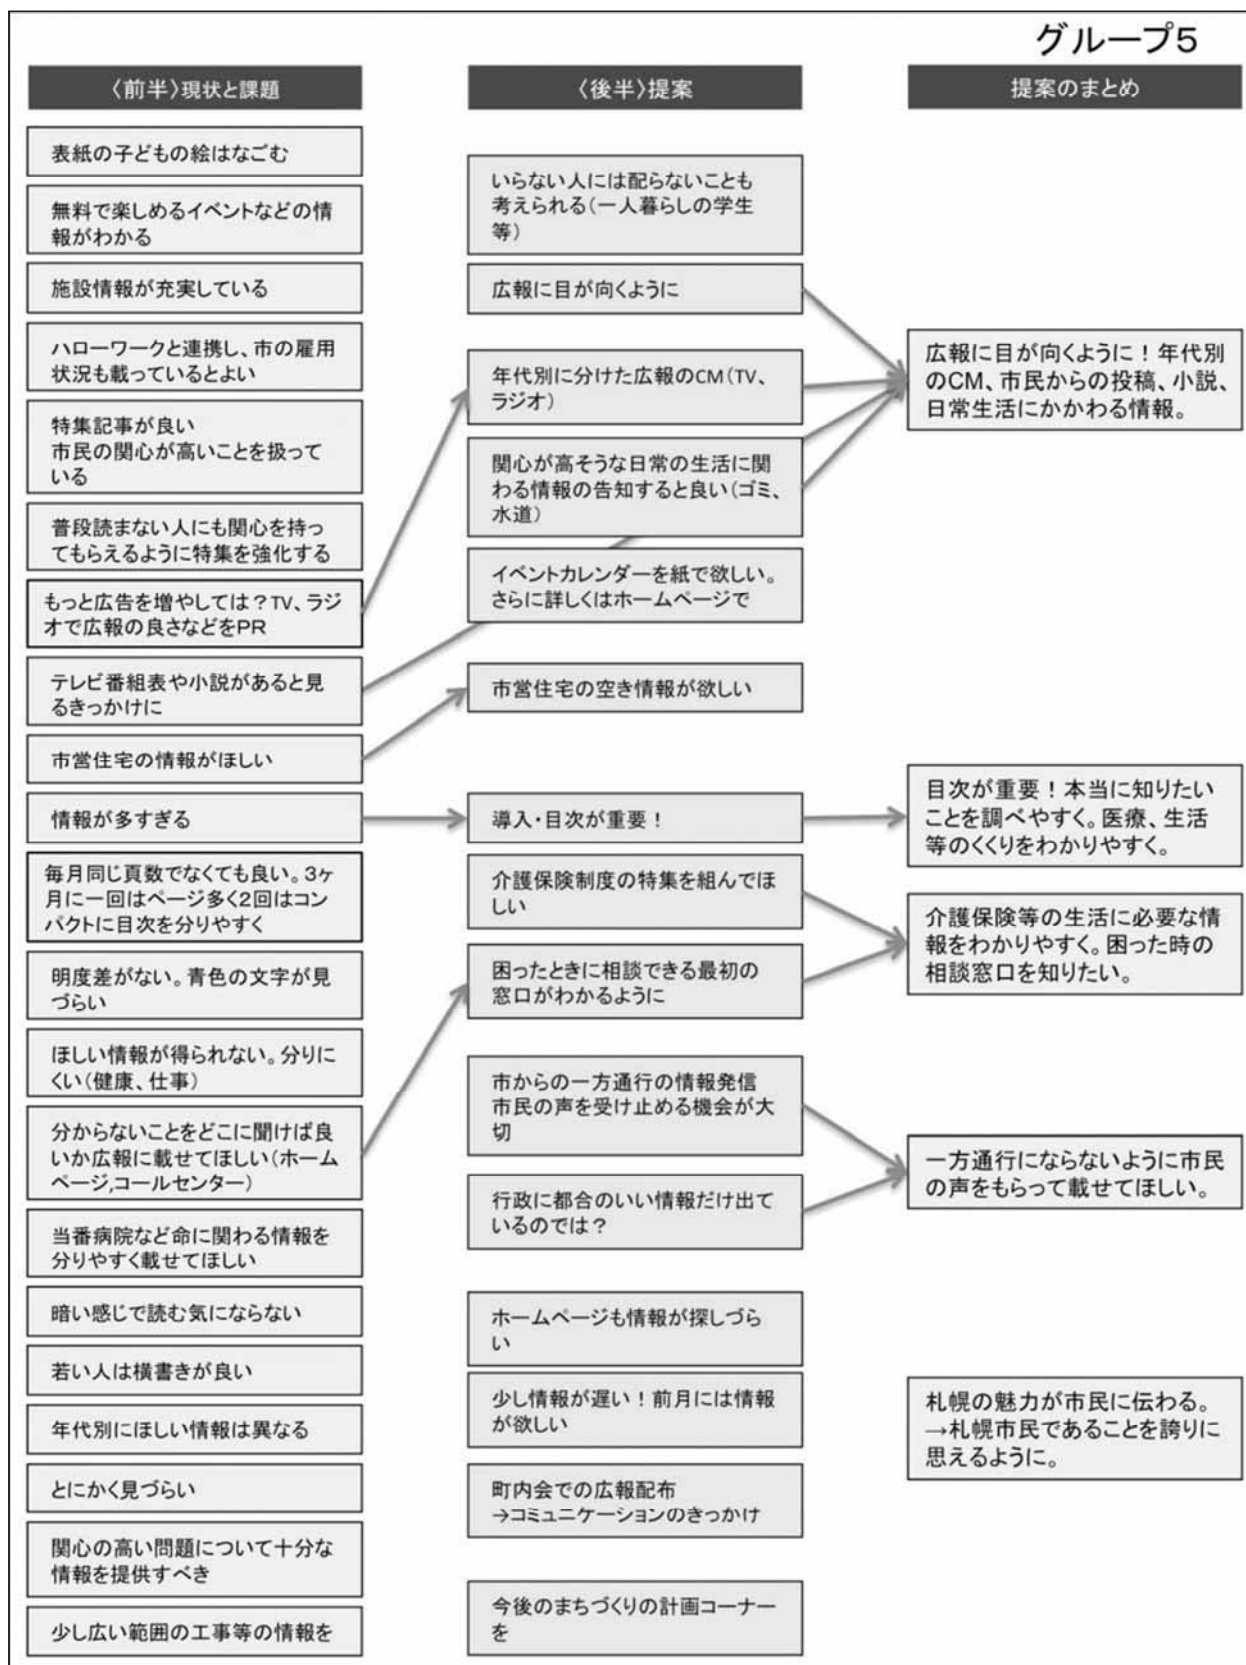 グループ5
〈前半〉現状と課題
表紙の子どもの絵はなごむ
無料で楽しめるイベントなどの情
報がわかる
施設情報が充実している
ハローワークと連携し、市の雇用
状況も載っているとよい
特集記事が良い
市民の関心が高いことを扱って
いる
普段読まない人にも関心を持っ
てもらえるように特集を強化する
もっと広告を増やしては？TV、ラジ
オで広報の良さなどをPR
テレビ番組表や小説があると見
るきっかけに
市営住宅の情報がほしい
情報が多すぎる
毎月同じ頁数でなくても良い。3ヶ
月に一回はページ多く2回はコン
パクトに目次を分りやすく
明度差がない。青色の文字が見
づらい
ほしい情報が得られない。分りに
くい（健康、仕事）
分からないことをどこに聞けば良
いか広報に載せてほしい（ホーム
ページ,コールセンター）
当番病院など命に関わる情報を
分りやすく載せてほしい
暗い感じで読む気にならない
若い人は横書きが良い
年代別にほしい情報は異なる
とにかく見づらい
関心の高い問題について十分な
情報を提供すべき
少し広い範囲の工事等の情報を
〈後半〉提案
いらない人には配らないことも
考えられる（一人暮らしの学生
等）
広報に目が向くように
年代別に分けた広報のCM（TV、
ラジオ）
関心が高そうな日常の生活に関
わる情報の告知すると良い（ゴミ、
水道）
イベントカレンダーを紙で欲しい。
さらに詳しくはホームページで
市営住宅の空き情報が欲しい
導入・目次が重要！
介護保険制度の特集を組んでほ
しい
困ったときに相談できる最初の
窓口がわかるように
市からの一方通行の情報発信
市民の声を受け止める機会が大
切
行政に都合のいい情報だけ出て
いるのでは？
ホームページも情報が探しづら
い
少し情報が遅い！前月には情報
が欲しい
町内会での広報配布
→コミュニケーションのきっかけ
今後のまちづくりの計画コーナー
を
提案のまとめ
広報に目が向くように！年代別
のCM、市民からの投稿、小説、
日常生活にかかわる情報。
目次が重要！本当に知りたい
ことを調べやすく。医療、生活
等のくくりをわかりやすく。
介護保険等の生活に必要な情
報をわかりやすく。困った時の
相談窓口を知りたい。
一方通行にならないように市民
の声をもらって載せてほしい。
札幌の魅力が市民に伝わる。
→札幌市民であることを誇りに
思えるように。